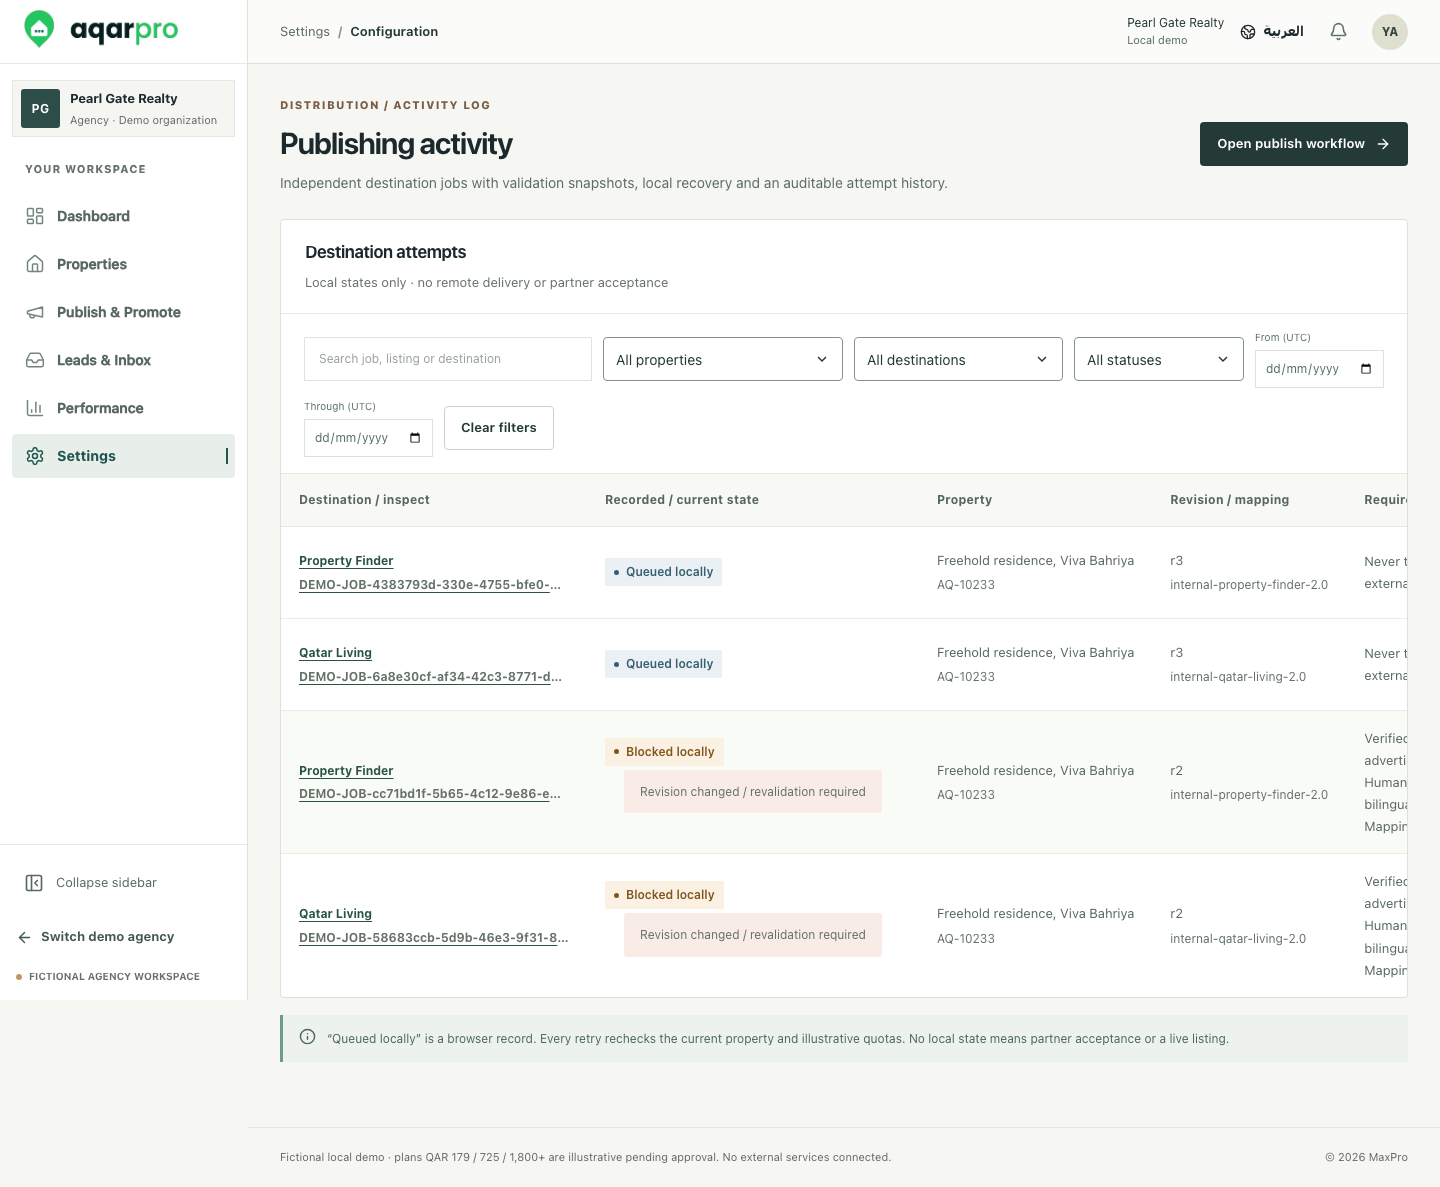 aqarpro
Settings / Configuration
Pearl Gate Realty
Local demo
العربية
YA
PG
Pearl Gate Realty
Agency · Demo organization
YOUR WORKSPACE
Dashboard
Properties
Publish & Promote
Leads & Inbox
Performance
Settings
Collapse sidebar
Switch demo agency
FICTIONAL AGENCY WORKSPACE
DISTRIBUTION / ACTIVITY LOG
Publishing activity
Open publish workflow
Independent destination jobs with validation snapshots, local recovery and an auditable attempt history.
Destination attempts
Local states only · no remote delivery or partner acceptance
Search job, listing or destination
All properties
All destinations
All statuses
From (UTC)
dd/mm/yyyy
Through (UTC)
dd/mm/yyyy
Clear filters
Destination / inspect
Recorded / current state
Property
Revision / mapping
Property Finder
DEMO-JOB-4383793d-330e-4755-bfe0-...
Queued locally
Freehold residence, Viva Bahriya
AQ-10233
r3
internal-property-finder-2.0
Never
Qatar Living
DEMO-JOB-6a8e30cf-af34-42c3-8771-d...
Queued locally
Freehold residence, Viva Bahriya
AQ-10233
r3
internal-qatar-living-2.0
Never
Property Finder
DEMO-JOB-cc71bd1f-5b65-4c12-9e86-e...
Blocked locally
Revision changed / revalidation required
Freehold residence, Viva Bahriya
AQ-10233
r2
internal-property-finder-2.0
Human
Qatar Living
DEMO-JOB-58683ccb-5d9b-46e3-9f31-8...
Blocked locally
Revision changed / revalidation required
Freehold residence, Viva Bahriya
AQ-10233
r2
internal-qatar-living-2.0
Human
“Queued locally” is a browser record. Every retry rechecks the current property and illustrative quotas. No local state means partner acceptance or a live listing.
Fictional local demo · plans QAR 179 / 725 / 1,800+ are illustrative pending approval. No external services connected.
© 2026 MaxPro